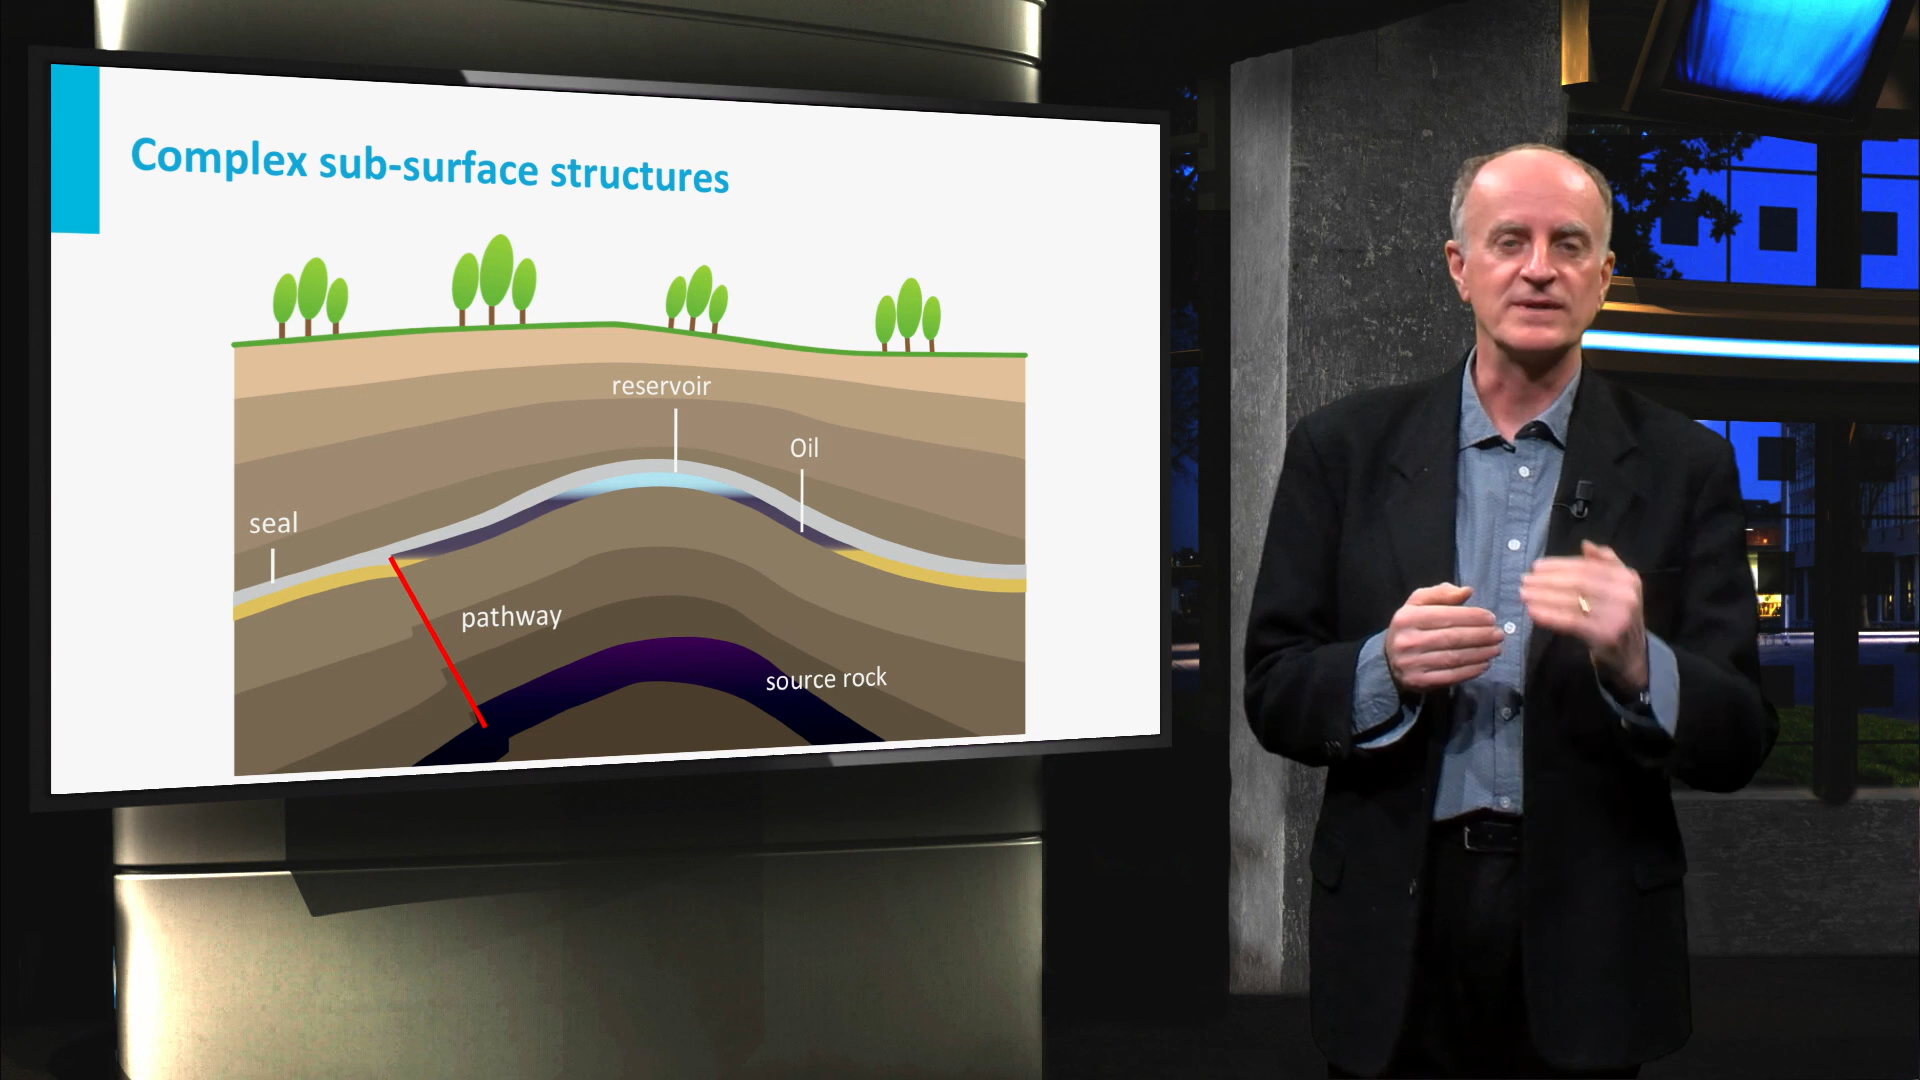 Complex sub-surface structures
reservoir
Oil
seal
pathway
source rock